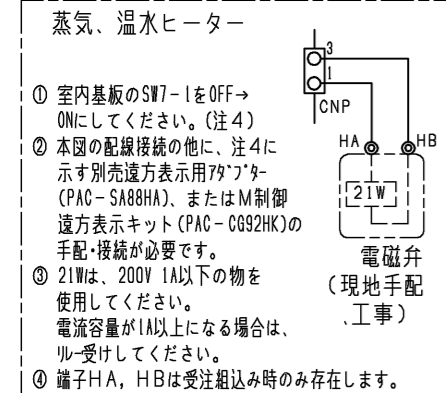 蒸気、温水ヒーター
① 室内基板のSW7-1をOFF→
ONにしてください。(注4)
② 本図の配線接続の他に、注4に
示す別売遠方表示用ｱﾀﾞﾌﾟﾀｰ
(PAC-SA88HA)、またはM制御
遠方表示キット(PAC-CG92HK)の
手配・接続が必要です。
③ 21Wは、200V 1A以下の物を
使用してください。
電流容量が1A以上になる場合は、
ﾘﾚｰ受けしてください。
④ 端子HA，HBは受注組込み時のみ存在します。
3
1
CNP
HA
HB
21W
電磁弁
(現地手配
、工事)